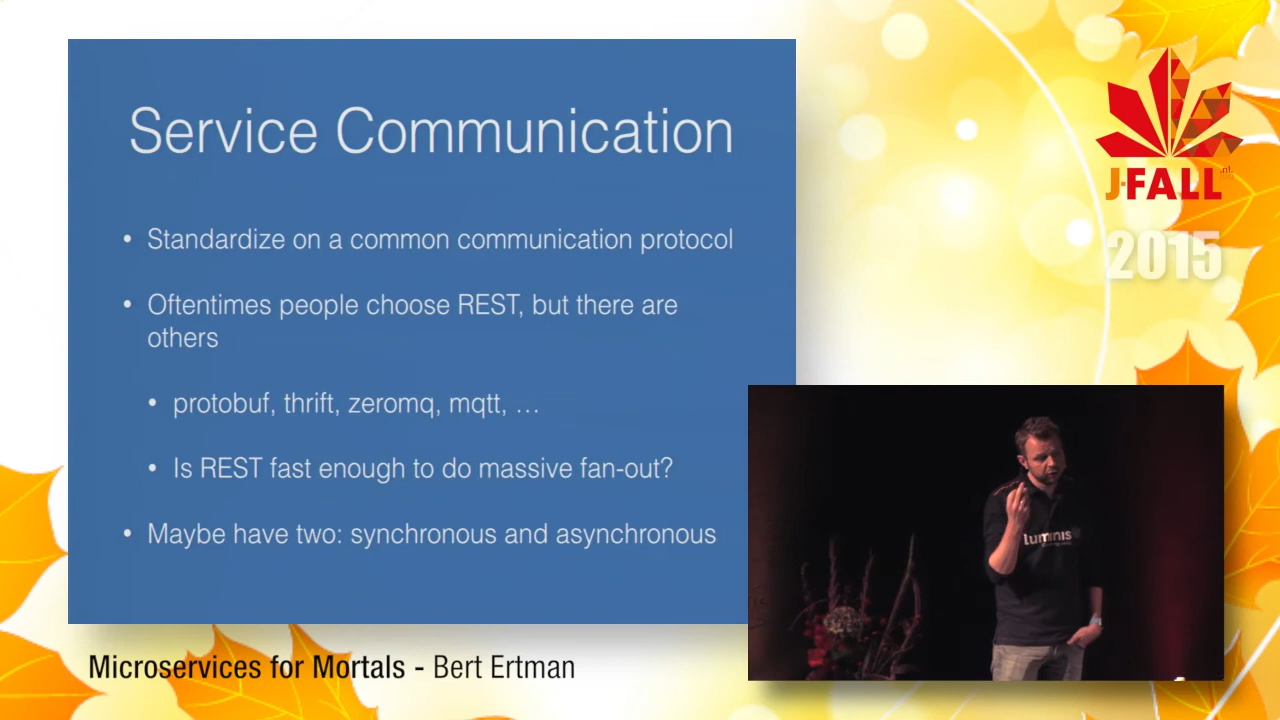 Service Communication
• Standardize on a common communication protocol
• Oftentimes people choose REST, but there are
others
• protobuf, thrift, zeromq, mqtt, …
• Is REST fast enough to do massive fan-out?
• Maybe have two: synchronous and asynchronous
J-FALL
.nl
2015
Luminis
Microservices for Mortals - Bert Ertman